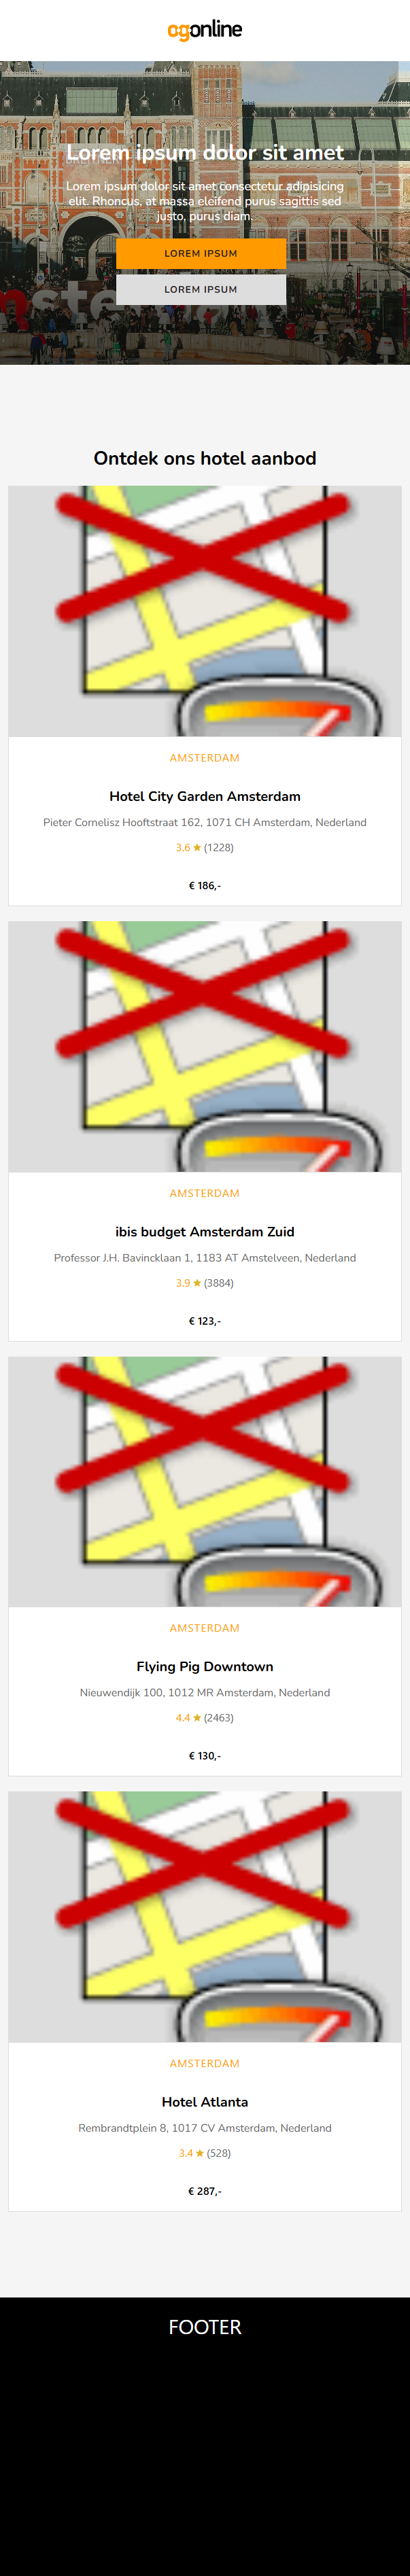 ogonline
Lorem ipsum dolor sit amet
Lorem ipsum dolor sit amet consectetur adipisicing
elit. Rhoncus, at massa eleifend purus sagittis sed
justo, purus diam.
LOREM IPSUM
LOREM IPSUM
Ontdek ons hotel aanbod
AMSTERDAM
Hotel City Garden Amsterdam
Pieter Cornelisz Hooftstraat 162, 1071 CH Amsterdam, Nederland
3.6 ★ (1228)
€ 186,-
AMSTERDAM
ibis budget Amsterdam Zuid
Professor J.H. Bavincklaan 1, 1183 AT Amstelveen, Nederland
3.9 ★ (3884)
€ 123,-
AMSTERDAM
Flying Pig Downtown
Nieuwendijk 100, 1012 MR Amsterdam, Nederland
4.4 ★ (2463)
€ 130,-
AMSTERDAM
Hotel Atlanta
Rembrandtplein 8, 1017 CV Amsterdam, Nederland
3.4 ★ (528)
€ 287,-
FOOTER